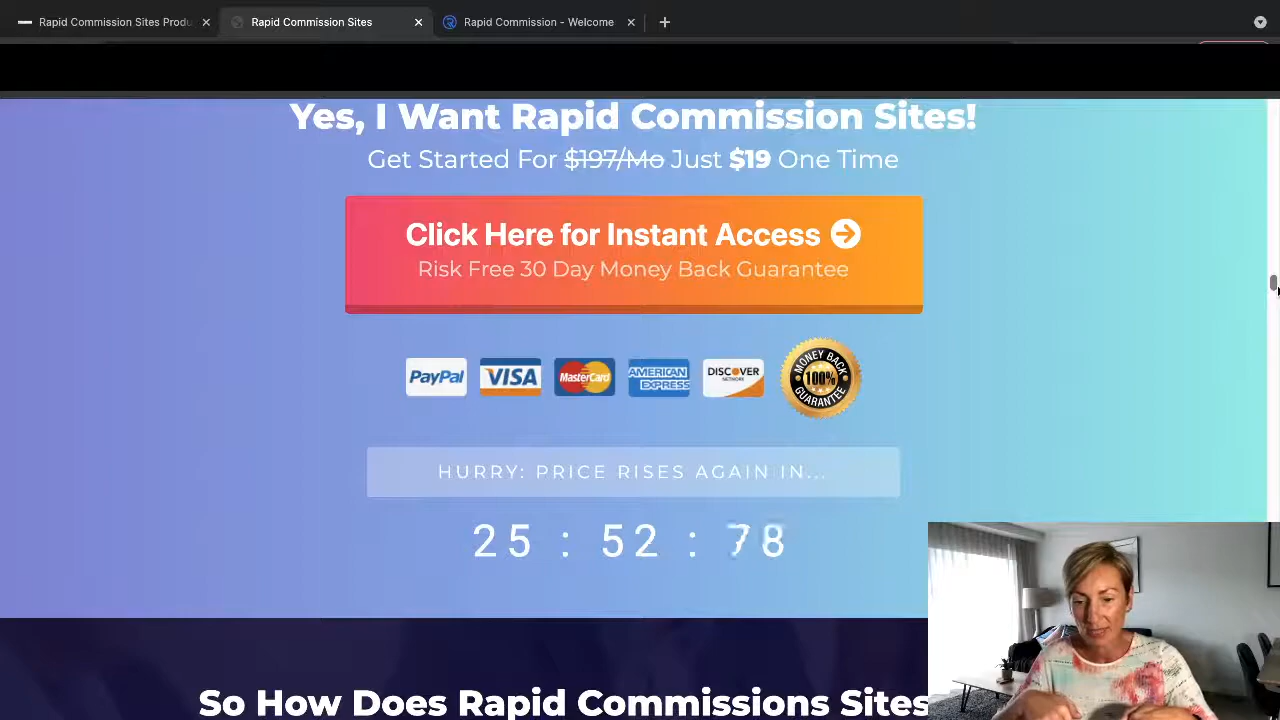 Rapid Commission Sites Produ
Rapid Commission Sites
Rapid Commission - Welcome
Yes, I Want Rapid Commission Sites!
Get Started For $197/Mo Just $19 One Time
Click Here for Instant Access
Risk Free 30 Day Money Back Guarantee
PayPal
VISA
MasterCard
AMERICAN EXPRESS
DISCOVER NETWORK
MONEY BACK 100% GUARANTEE
HURRY: PRICE RISES AGAIN IN...
25 : 52 : 78
So How Does Rapid Commissions Sites